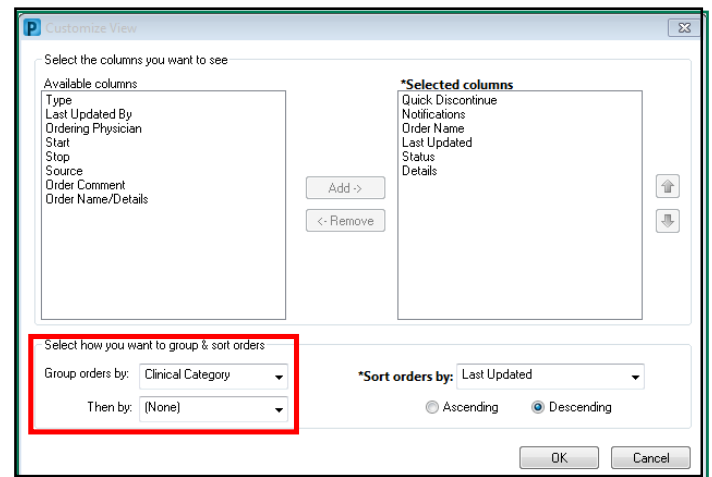 P Customize View
Select the columns you want to see
Available columns
Type
Last Updated By
Ordering Physician
Start
Stop
Source
Order Comment
Order Name/Details
Add ->
<- Remove
*Selected columns
Quick Discontinue
Notifications
Order Name
Last Updated
Status
Details
Select how you want to group & sort orders
Group orders by: Clinical Category
Then by: (None)
*Sort orders by: Last Updated
Ascending Descending
OK Cancel